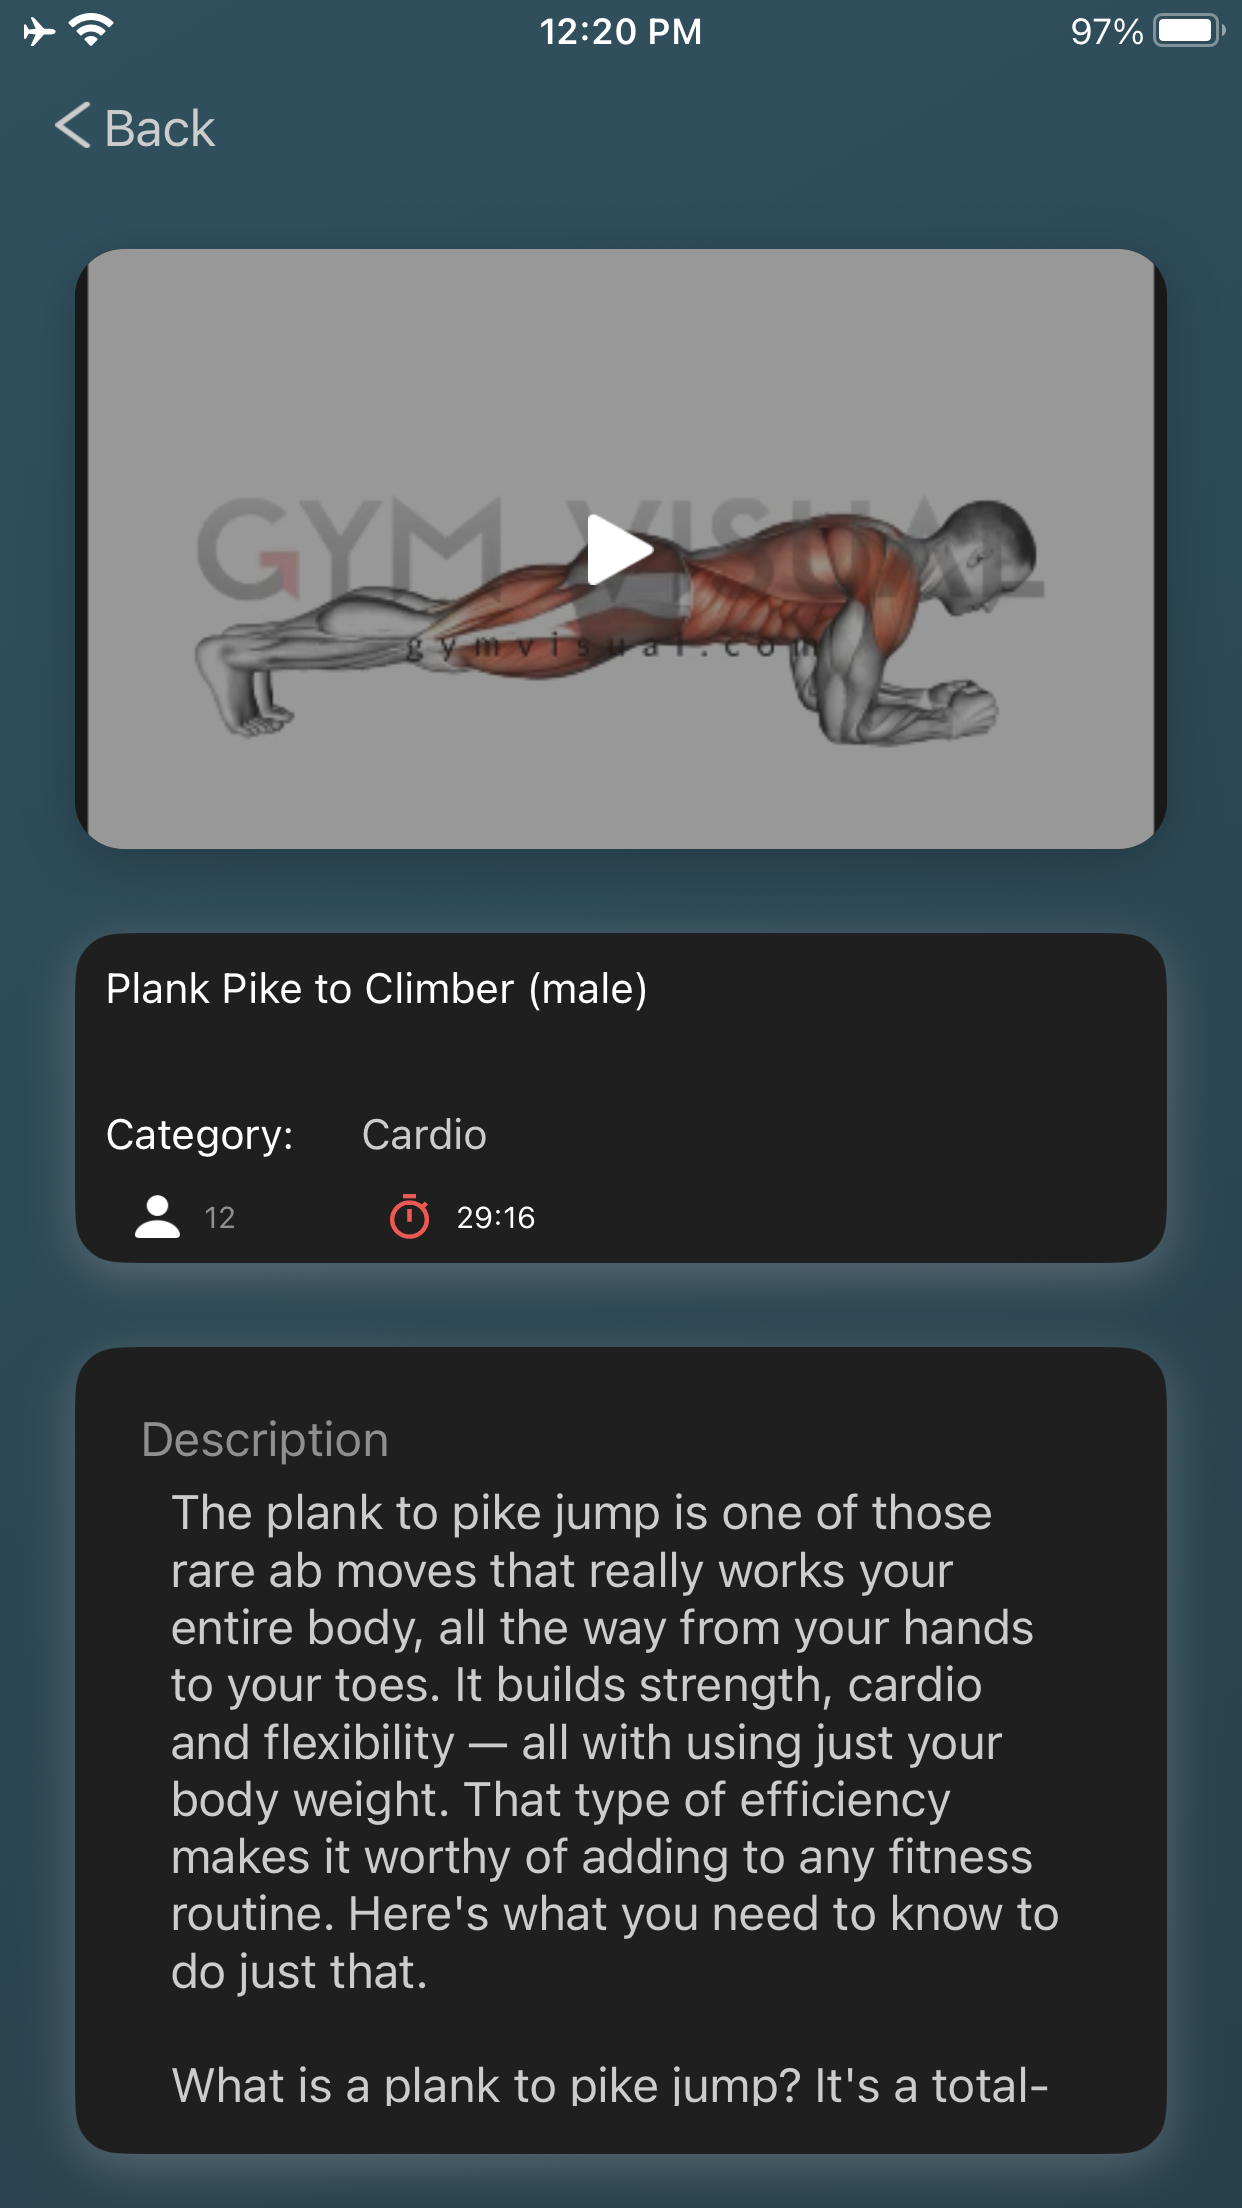 12:20 PM
97%
Back
GYM VISUAL
gymvisual.com
Plank Pike to Climber (male)
Category: Cardio
12 29:16
Description
The plank to pike jump is one of those
rare ab moves that really works your
entire body, all the way from your hands
to your toes. It builds strength, cardio
and flexibility — all with using just your
body weight. That type of efficiency
makes it worthy of adding to any fitness
routine. Here's what you need to know to
do just that.
What is a plank to pike jump? It's a total-